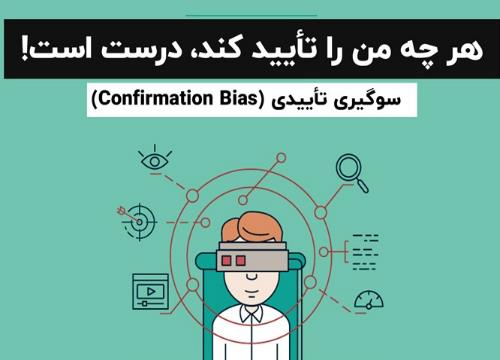 هر چه من را تأیید کند، درست است!
سوگیری تأییدی (Confirmation Bias)